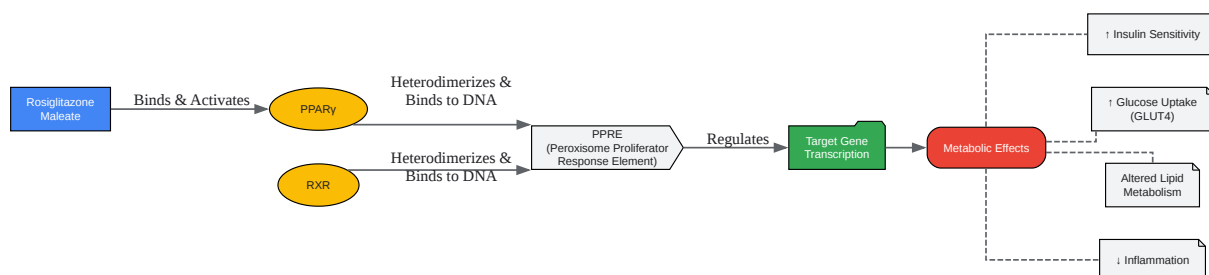 Rosiglitazone
Maleate
Binds & Activates
PPARγ
RXR
Heterodimerizes &
Binds to DNA
Heterodimerizes &
Binds to DNA
PPRE
(Peroxisome Proliferator
Response Element)
Regulates
Target Gene
Transcription
Metabolic Effects
↑ Insulin Sensitivity
↑ Glucose Uptake
(GLUT4)
Altered Lipid
Metabolism
↓ Inflammation